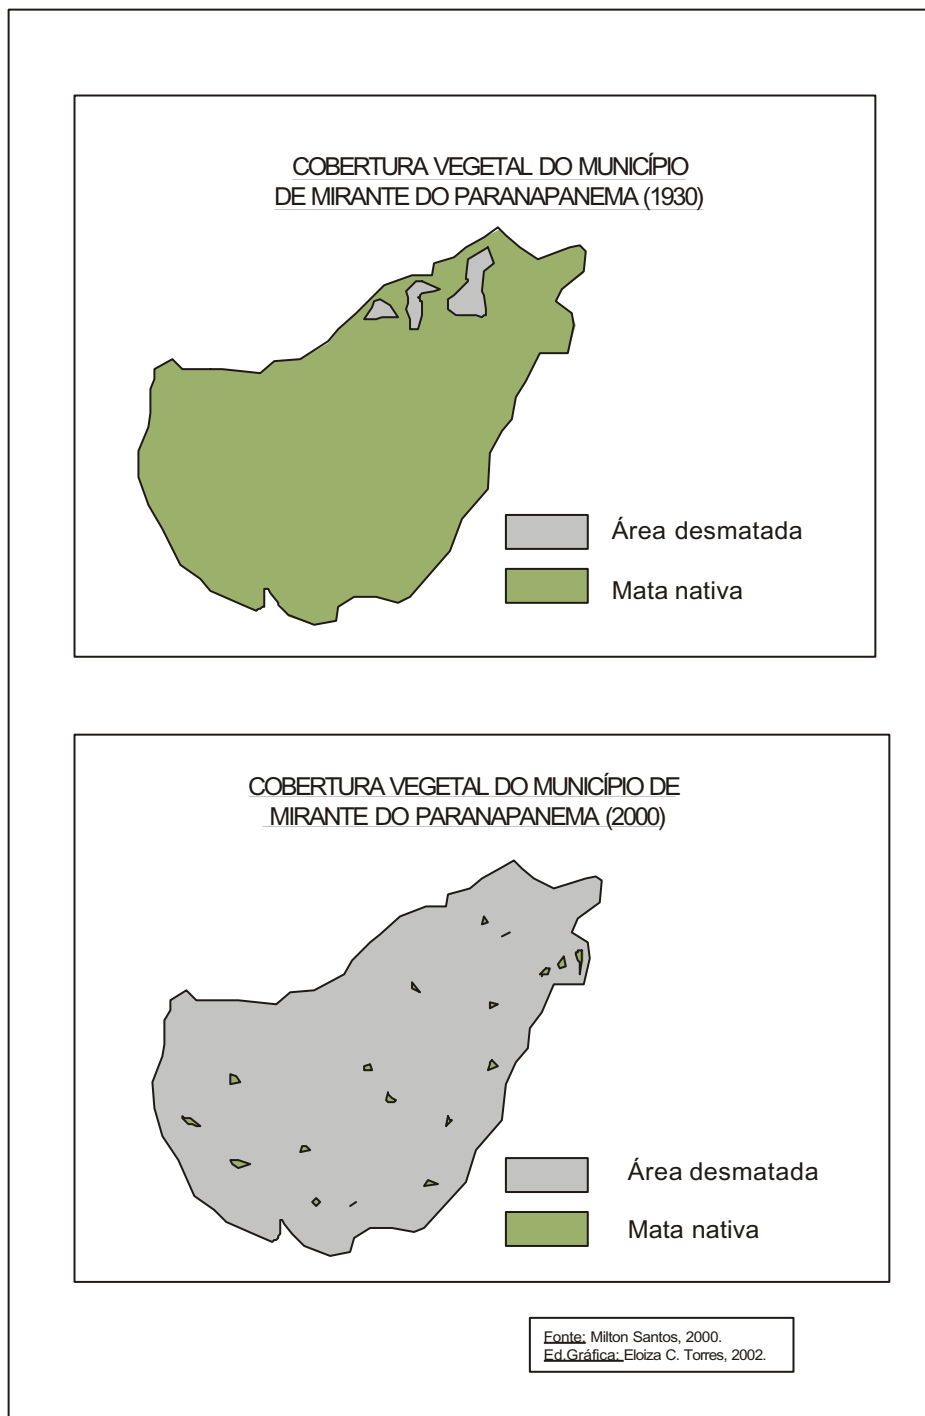 COBERTURA VEGETAL DO MUNICÍPIO
DE MIRANTE DO PARANAPANEMA (1930)
Área desmatada
Mata nativa
COBERTURA VEGETAL DO MUNICÍPIO DE
MIRANTE DO PARANAPANEMA (2000)
Área desmatada
Mata nativa
Fonte: Milton Santos, 2000.
Ed.Gráfica: Eloiza C. Torres, 2002.